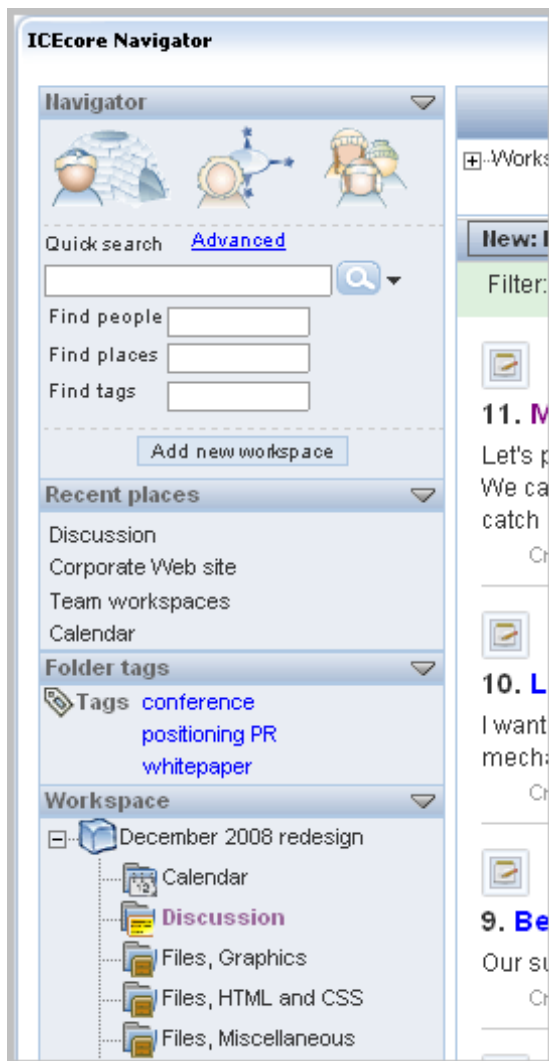 ICEcore Navigator
Navigator
Quick search Advanced
Find people
Find places
Find tags
Add new workspace
Recent places
Discussion
Corporate Web site
Team workspaces
Calendar
Folder tags
Tags conference
positioning PR
whitepaper
Workspace
December 2008 redesign
Calendar
Discussion
Files, Graphics
Files, HTML and CSS
Files, Miscellaneous
New:
Filter:
11.
Let's
We
catch
10.
I want
9.
Our